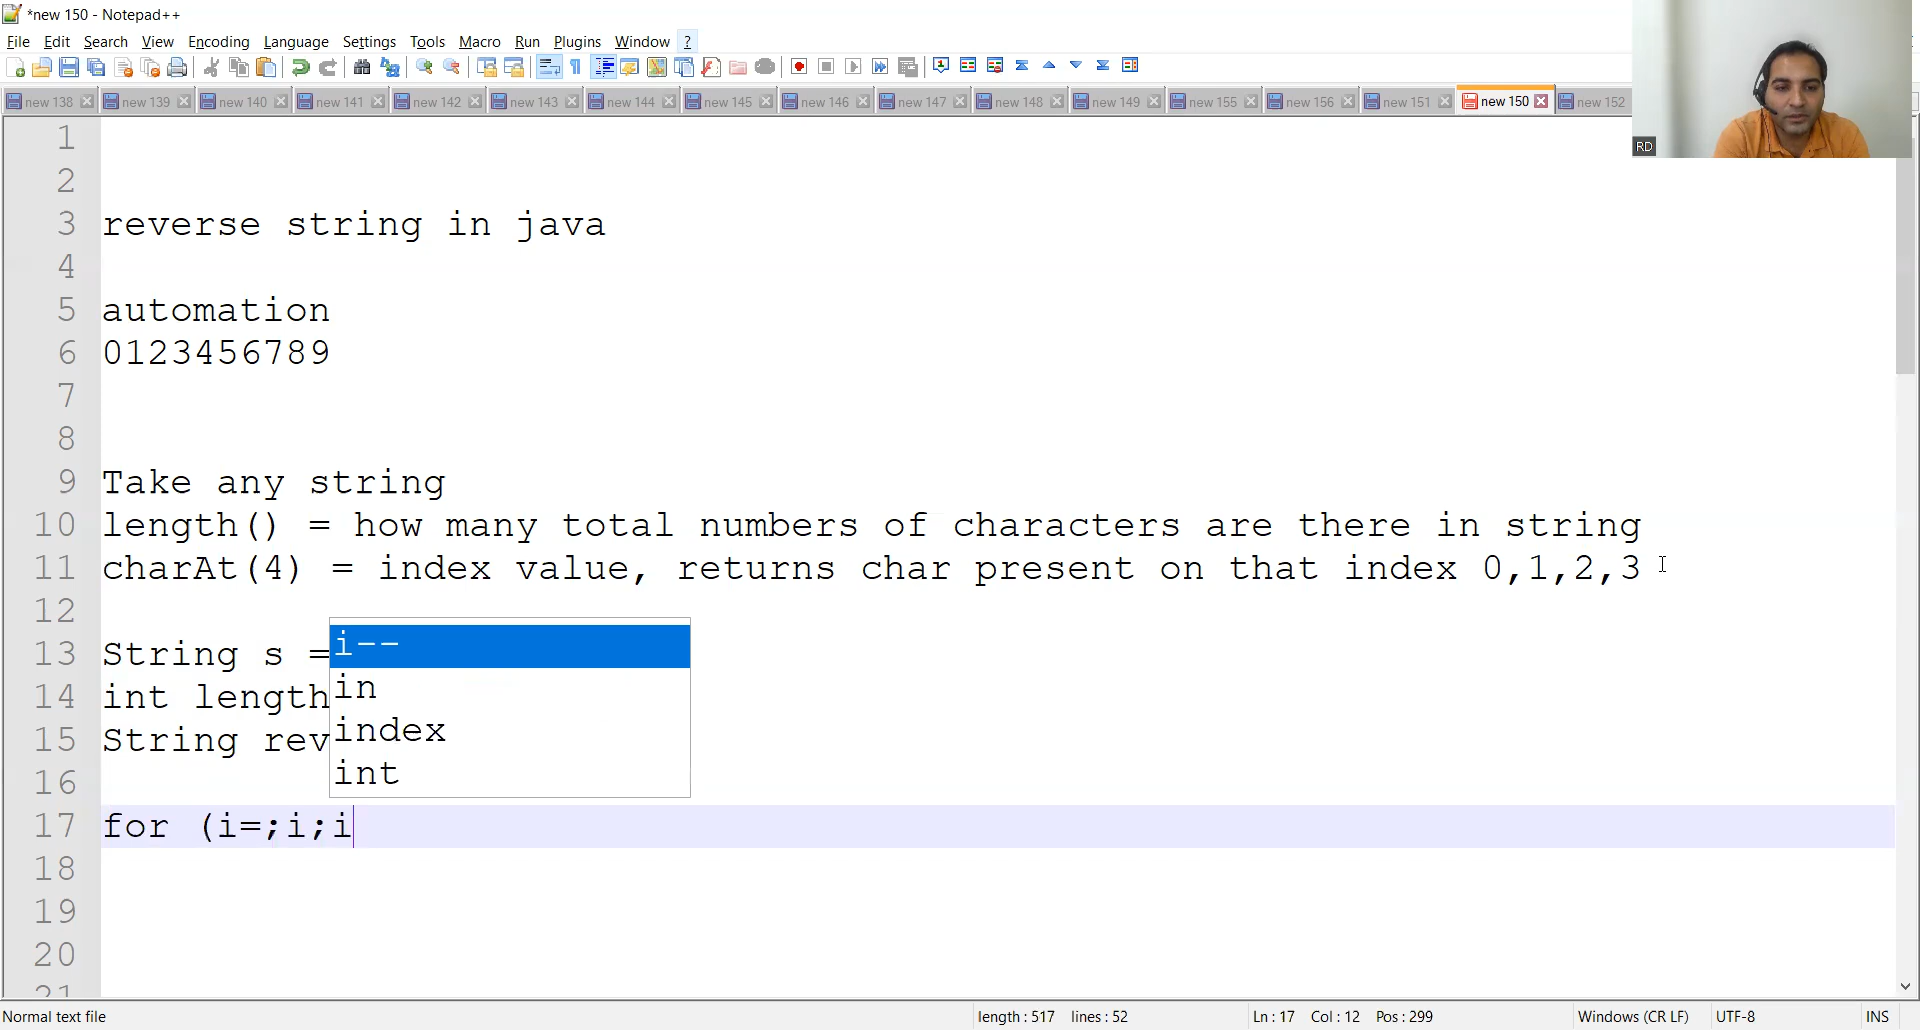 *new 150 - Notepad++
File Edit Search View Encoding Language Settings Tools Macro Run Plugins Window ?
new 138 new 139 new 140 new 141 new 142 new 143 new 144 new 145 new 146 new 147 new 148 new 149 new 155 new 156 new 151 new 150 new 152
RD
1
2
3 reverse string in java
4
5 automation
6 0123456789
7
8
9 Take any string
10 length() = how many total numbers of characters are there in string
11 charAt(4) = index value, returns char present on that index 0,1,2,3
12
13 String s =
i--
14 int length
in
15 String rev
index
16
int
17 for (i=;i;i
18
19
20
21
Normal text file length : 517 lines : 52 Ln : 17 Col : 12 Pos : 299 Windows (CR LF) UTF-8 INS